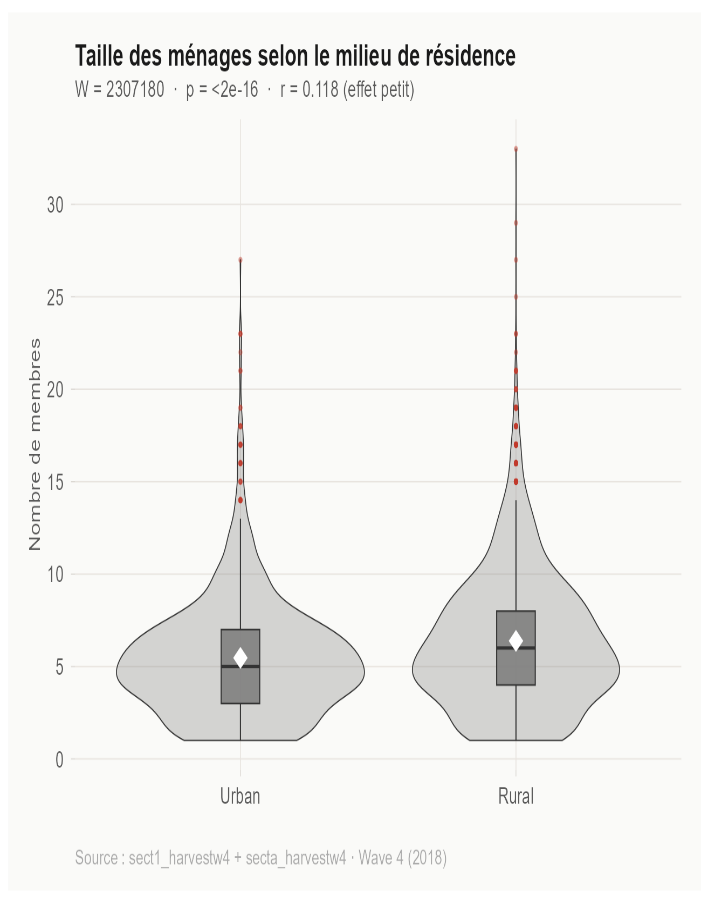 Taille des ménages selon le milieu de résidence
W = 2307180 · p = <2e-16 · r = 0.118 (effet petit)
Nombre de membres
30
25
20
15
10
5
0
Urban
Rural
Source : sect1_harvestw4 + secta_harvestw4 · Wave 4 (2018)